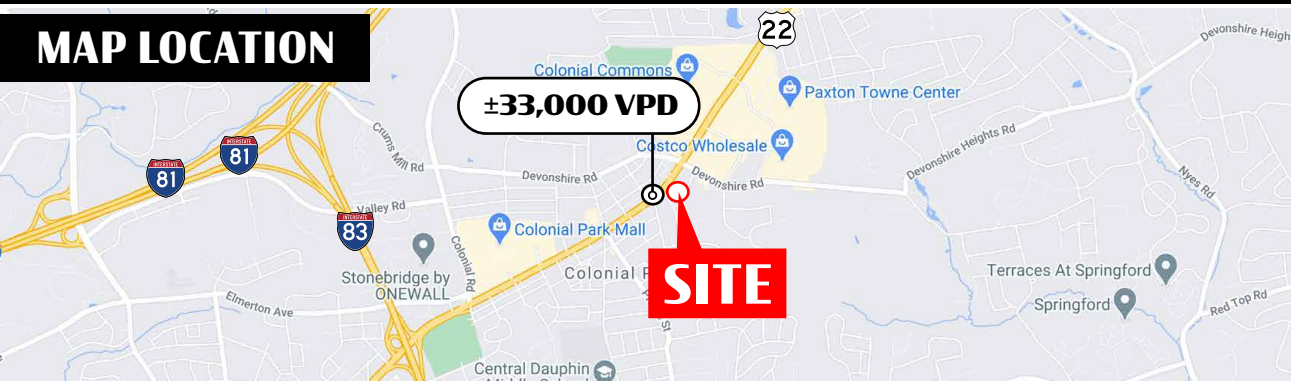 MAP LOCATION
22
Devonshire Heigh
Colonial Commons
Paxton Towne Center
±33,000 VPD
Crums Mill Rd
Costco Wholesale
INTERSTATE
81
INTERSTATE
81
Devonshire Rd
Devonshire Rd
Devonshire Heights Rd
Nyes Rd
Valley Rd
INTERSTATE
83
Colonial Park Mall
Colonial Rd
Stonebridge by
ONEWALL
Colonial
SITE
St
Terraces At Springford
Springford
Red Top Rd
Elmerton Ave
Central Dauphin